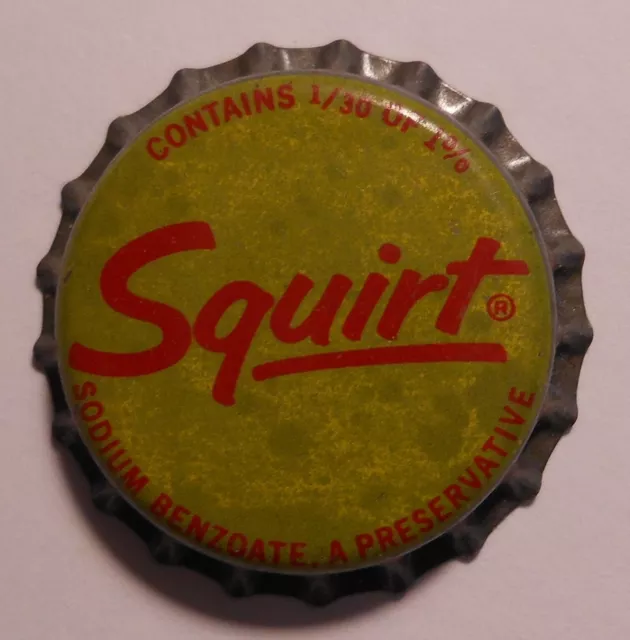 CONTAINS 1/30 OF 1%
Squirt®
SODIUM BENZOATE, A PRESERVATIVE